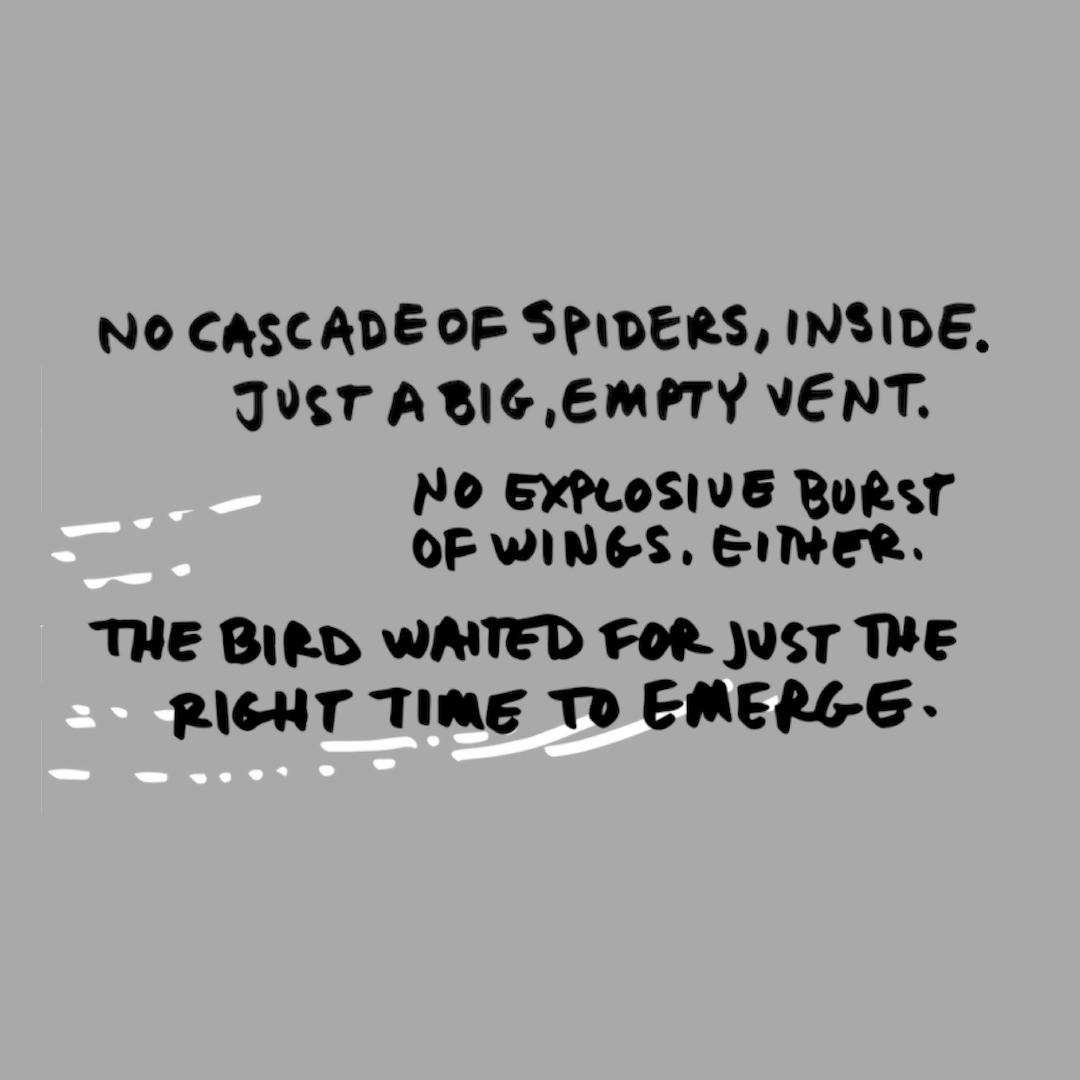 NO CASCADE OF SPIDERS, INSIDE.
JUST A BIG, EMPTY VENT.
NO EXPLOSIVE BURST
OF WINGS. EITHER.
THE BIRD WAITED FOR JUST THE
RIGHT TIME TO EMERGE.